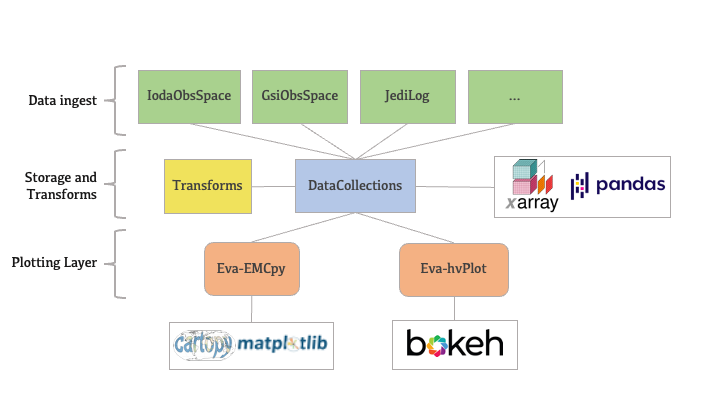 Data ingest
IodaObsSpace
GsiObsSpace
JediLog
...
Storage and
Transforms
Transforms
DataCollections
xarray
pandas
Plotting Layer
Eva-EMCpy
Eva-hvPlot
cartopy
matplotlib
bokeh